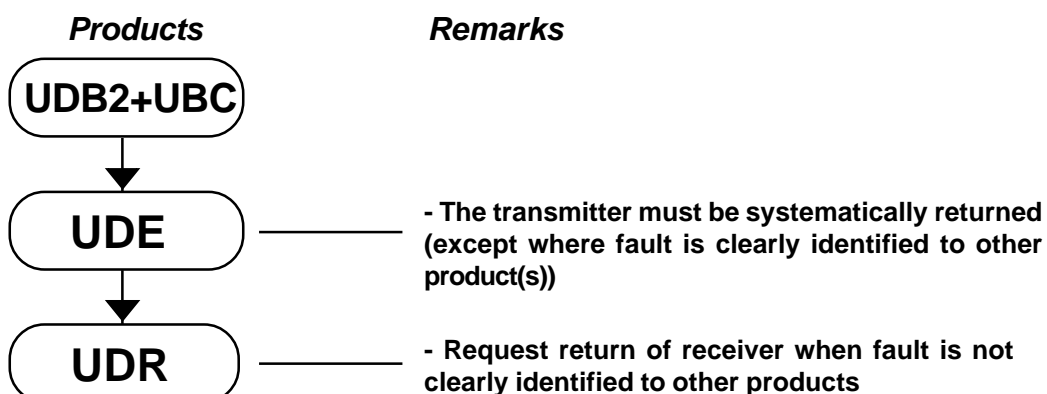 Products Remarks
UDB2+UBC
UDE
- The transmitter must be systematically returned
(except where fault is clearly identified to other
product(s))
UDR
- Request return of receiver when fault is not
clearly identified to other products